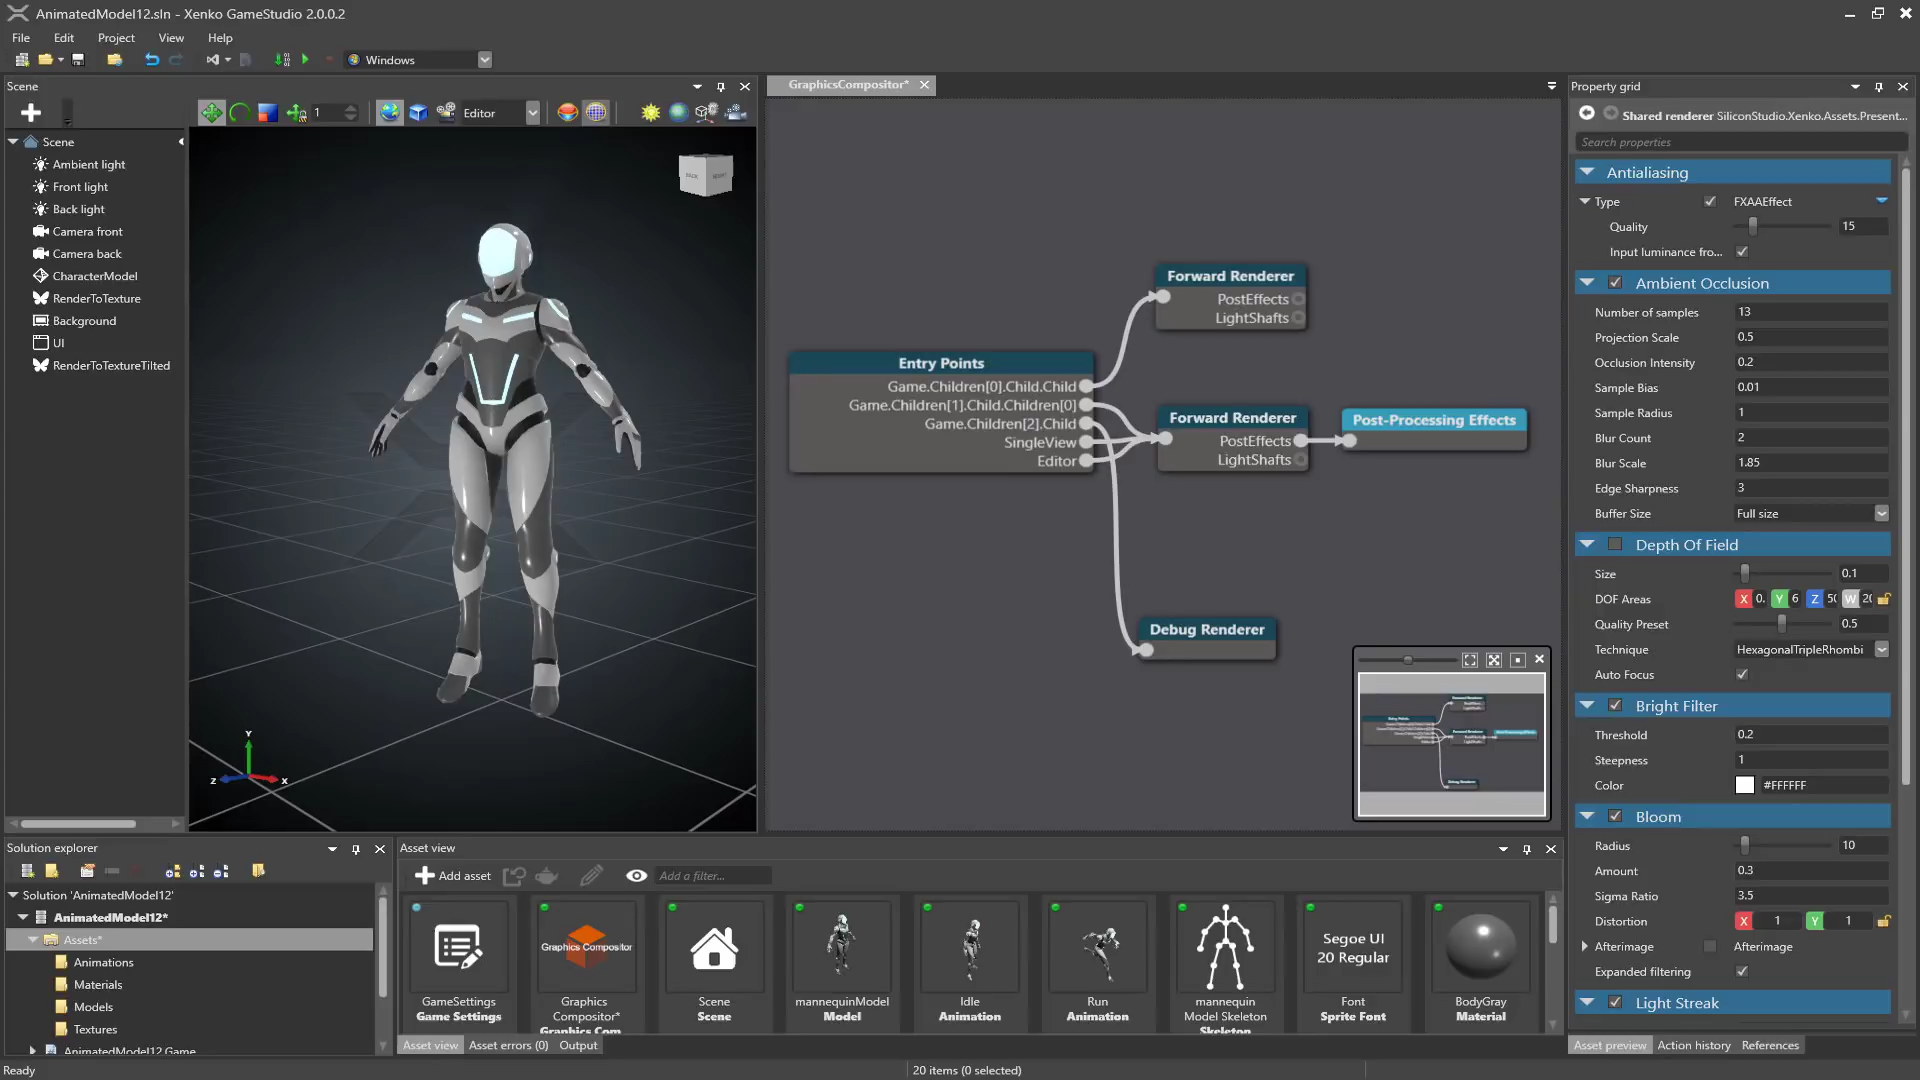 AnimatedModel12.sln - Xenko GameStudio 2.0.0.2
File Edit Project View Help
Windows
Scene
1
Editor
Scene
Ambient light
Front light
Back light
Camera front
Camera back
CharacterModel
RenderToTexture
Background
UI
RenderToTextureTilted
BACK
RIGHT
Y
Z
X
GraphicsCompositor*
Entry Points
Game.Children[0].Child.Child
Game.Children[1].Child.Children[0]
Game.Children[2].Child
SingleView
Editor
Forward Renderer
PostEffects
LightShafts
Forward Renderer
PostEffects
LightShafts
Post-Processing Effects
Debug Renderer
Property grid
Shared renderer SiliconStudio.Xenko.Assets.Present...
Search properties
Antialiasing
Type FXAAEffect
Quality 15
Input luminance fro...
Ambient Occlusion
Number of samples 13
Projection Scale 0.5
Occlusion Intensity 0.2
Sample Bias 0.01
Sample Radius 1
Blur Count 2
Blur Scale 1.85
Edge Sharpness 3
Buffer Size Full size
Depth Of Field
Size 0.1
DOF Areas X 0. Y 6 Z 50 W 20
Quality Preset 0.5
Technique HexagonalTripleRhombi
Auto Focus
Bright Filter
Threshold 0.2
Steepness 1
Color #FFFFFF
Bloom
Radius 10
Amount 0.3
Sigma Ratio 3.5
Distortion X 1 Y 1
Afterimage Afterimage
Expanded filtering
Light Streak
Asset preview Action history References
Solution explorer
Solution 'AnimatedModel12'
AnimatedModel12*
Assets*
Animations
Materials
Models
Textures
AnimatedModel12.Game
Asset view
Add asset
Add a filter...
GameSettings
Game Settings
Graphics Compositor
Graphics
Compositor*
Graphics Com
Scene
Scene
mannequinModel
Model
Idle
Animation
Run
Animation
mannequin
Model Skeleton
Skeleton
Segoe UI
20 Regular
Font
Sprite Font
BodyGray
Material
Asset view Asset errors (0) Output
Ready
20 items (0 selected)